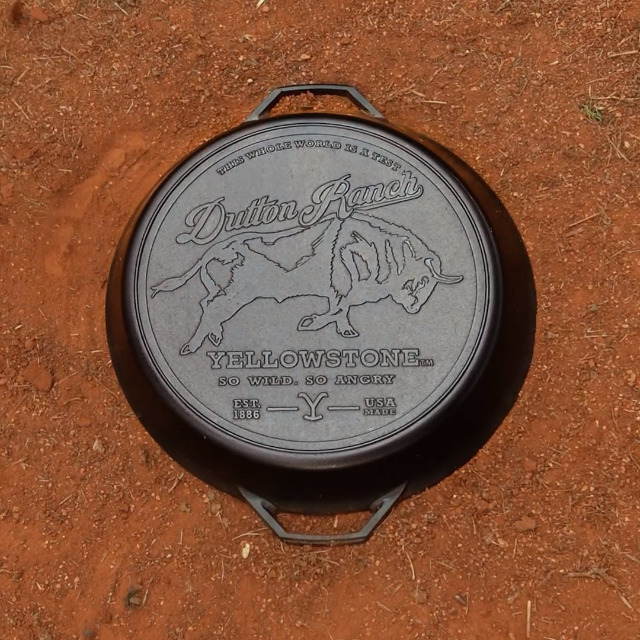 THIS WHOLE WORLD IS A TEST
Dutton Ranch
YELLOWSTONE™
SO WILD. SO ANGRY
EST. 1886
Y
USA MADE